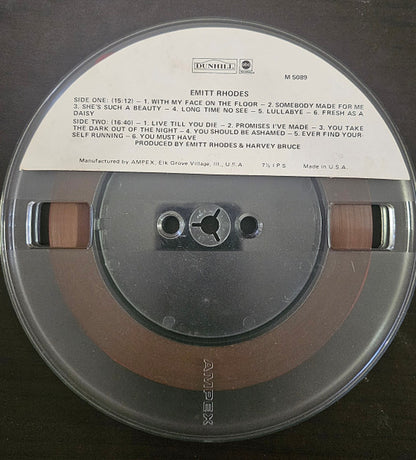 DUNHILL
abc
M 5089
EMITT RHODES
SIDE ONE: (15:12) – 1. WITH MY FACE ON THE FLOOR – 2. SOMEBODY MADE FOR ME
3. SHE'S SUCH A BEAUTY – 4. LONG TIME NO SEE – 5. LULLABYE – 6. FRESH AS A
DAISY
SIDE TWO: (16:40) – 1. LIVE TILL YOU DIE – 2. PROMISES I'VE MADE – 3. YOU TAKE
THE DARK OUT OF THE NIGHT – 4. YOU SHOULD BE ASHAMED – 5. EVER FIND YOUR-
SELF RUNNING – 6. YOU MUST HAVE
PRODUCED BY EMITT RHODES & HARVEY BRUCE
Manufactured by AMPEX, Elk Grove Village, Ill., U.S.A. 7½ IPS Made in U.S.A.
AMPEX